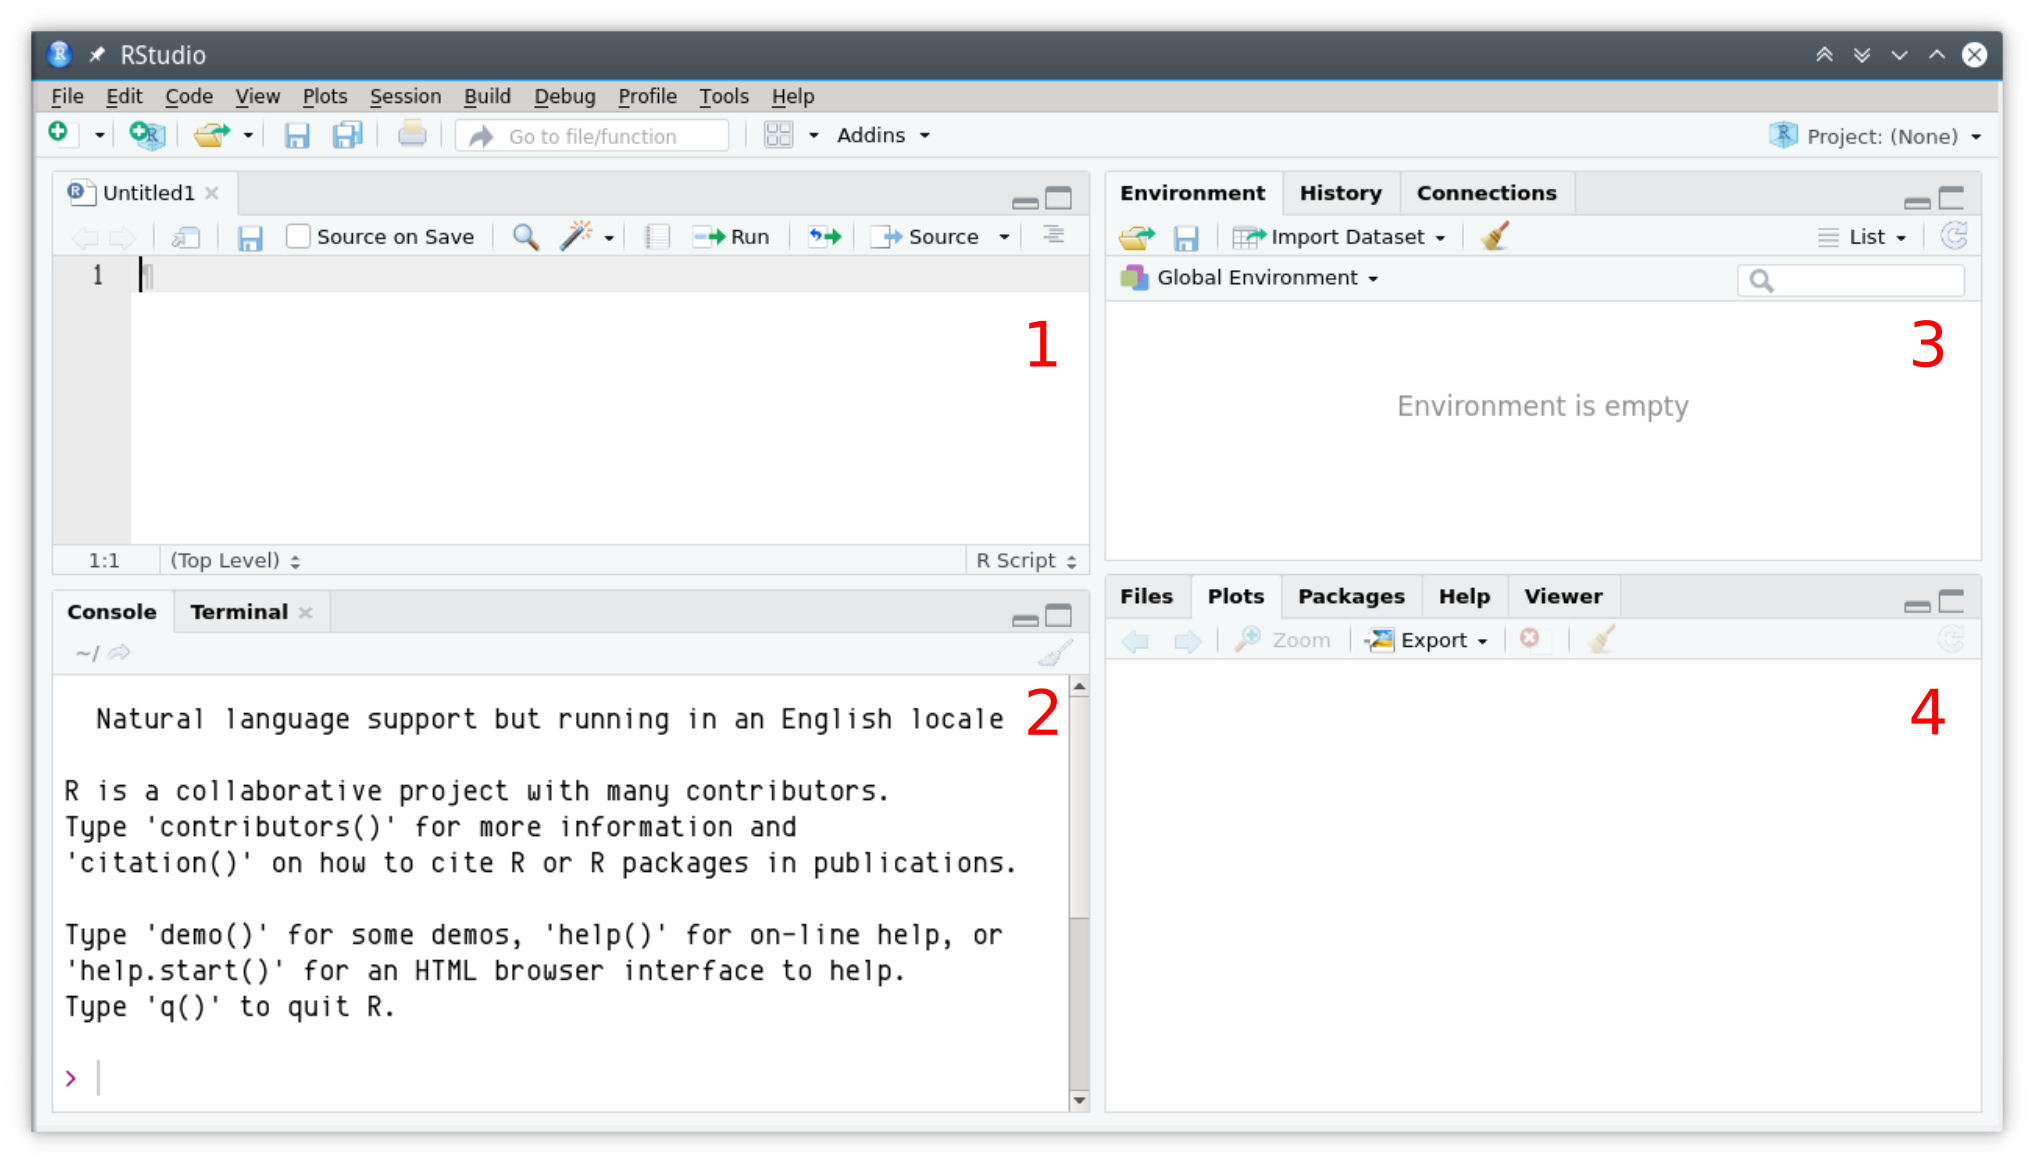 RStudio
File Edit Code View Plots Session Build Debug Profile Tools Help
Go to file/function Addins Project: (None)
Untitled1
Source on Save Run Source
1
1
1:1 (Top Level) R Script
Console Terminal
~/
2
Natural language support but running in an English locale
R is a collaborative project with many contributors.
Type 'contributors()' for more information and
'citation()' on how to cite R or R packages in publications.
Type 'demo()' for some demos, 'help()' for on-line help, or
'help.start()' for an HTML browser interface to help.
Type 'q()' to quit R.
>
Environment History Connections
Import Dataset List
Global Environment
3
Environment is empty
Files Plots Packages Help Viewer
Zoom Export
4